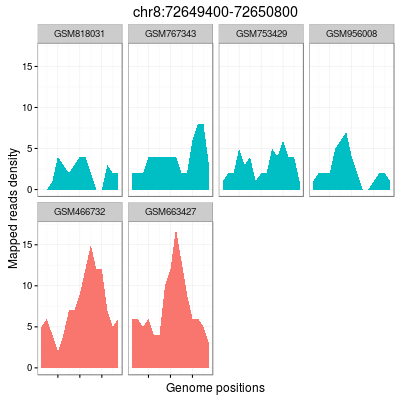 chr8:72649400-72650800
GSM818031 GSM767343 GSM753429 GSM956008
15
10
5
0
GSM466732 GSM663427
15
10
5
0
Mapped reads density
Genome positions